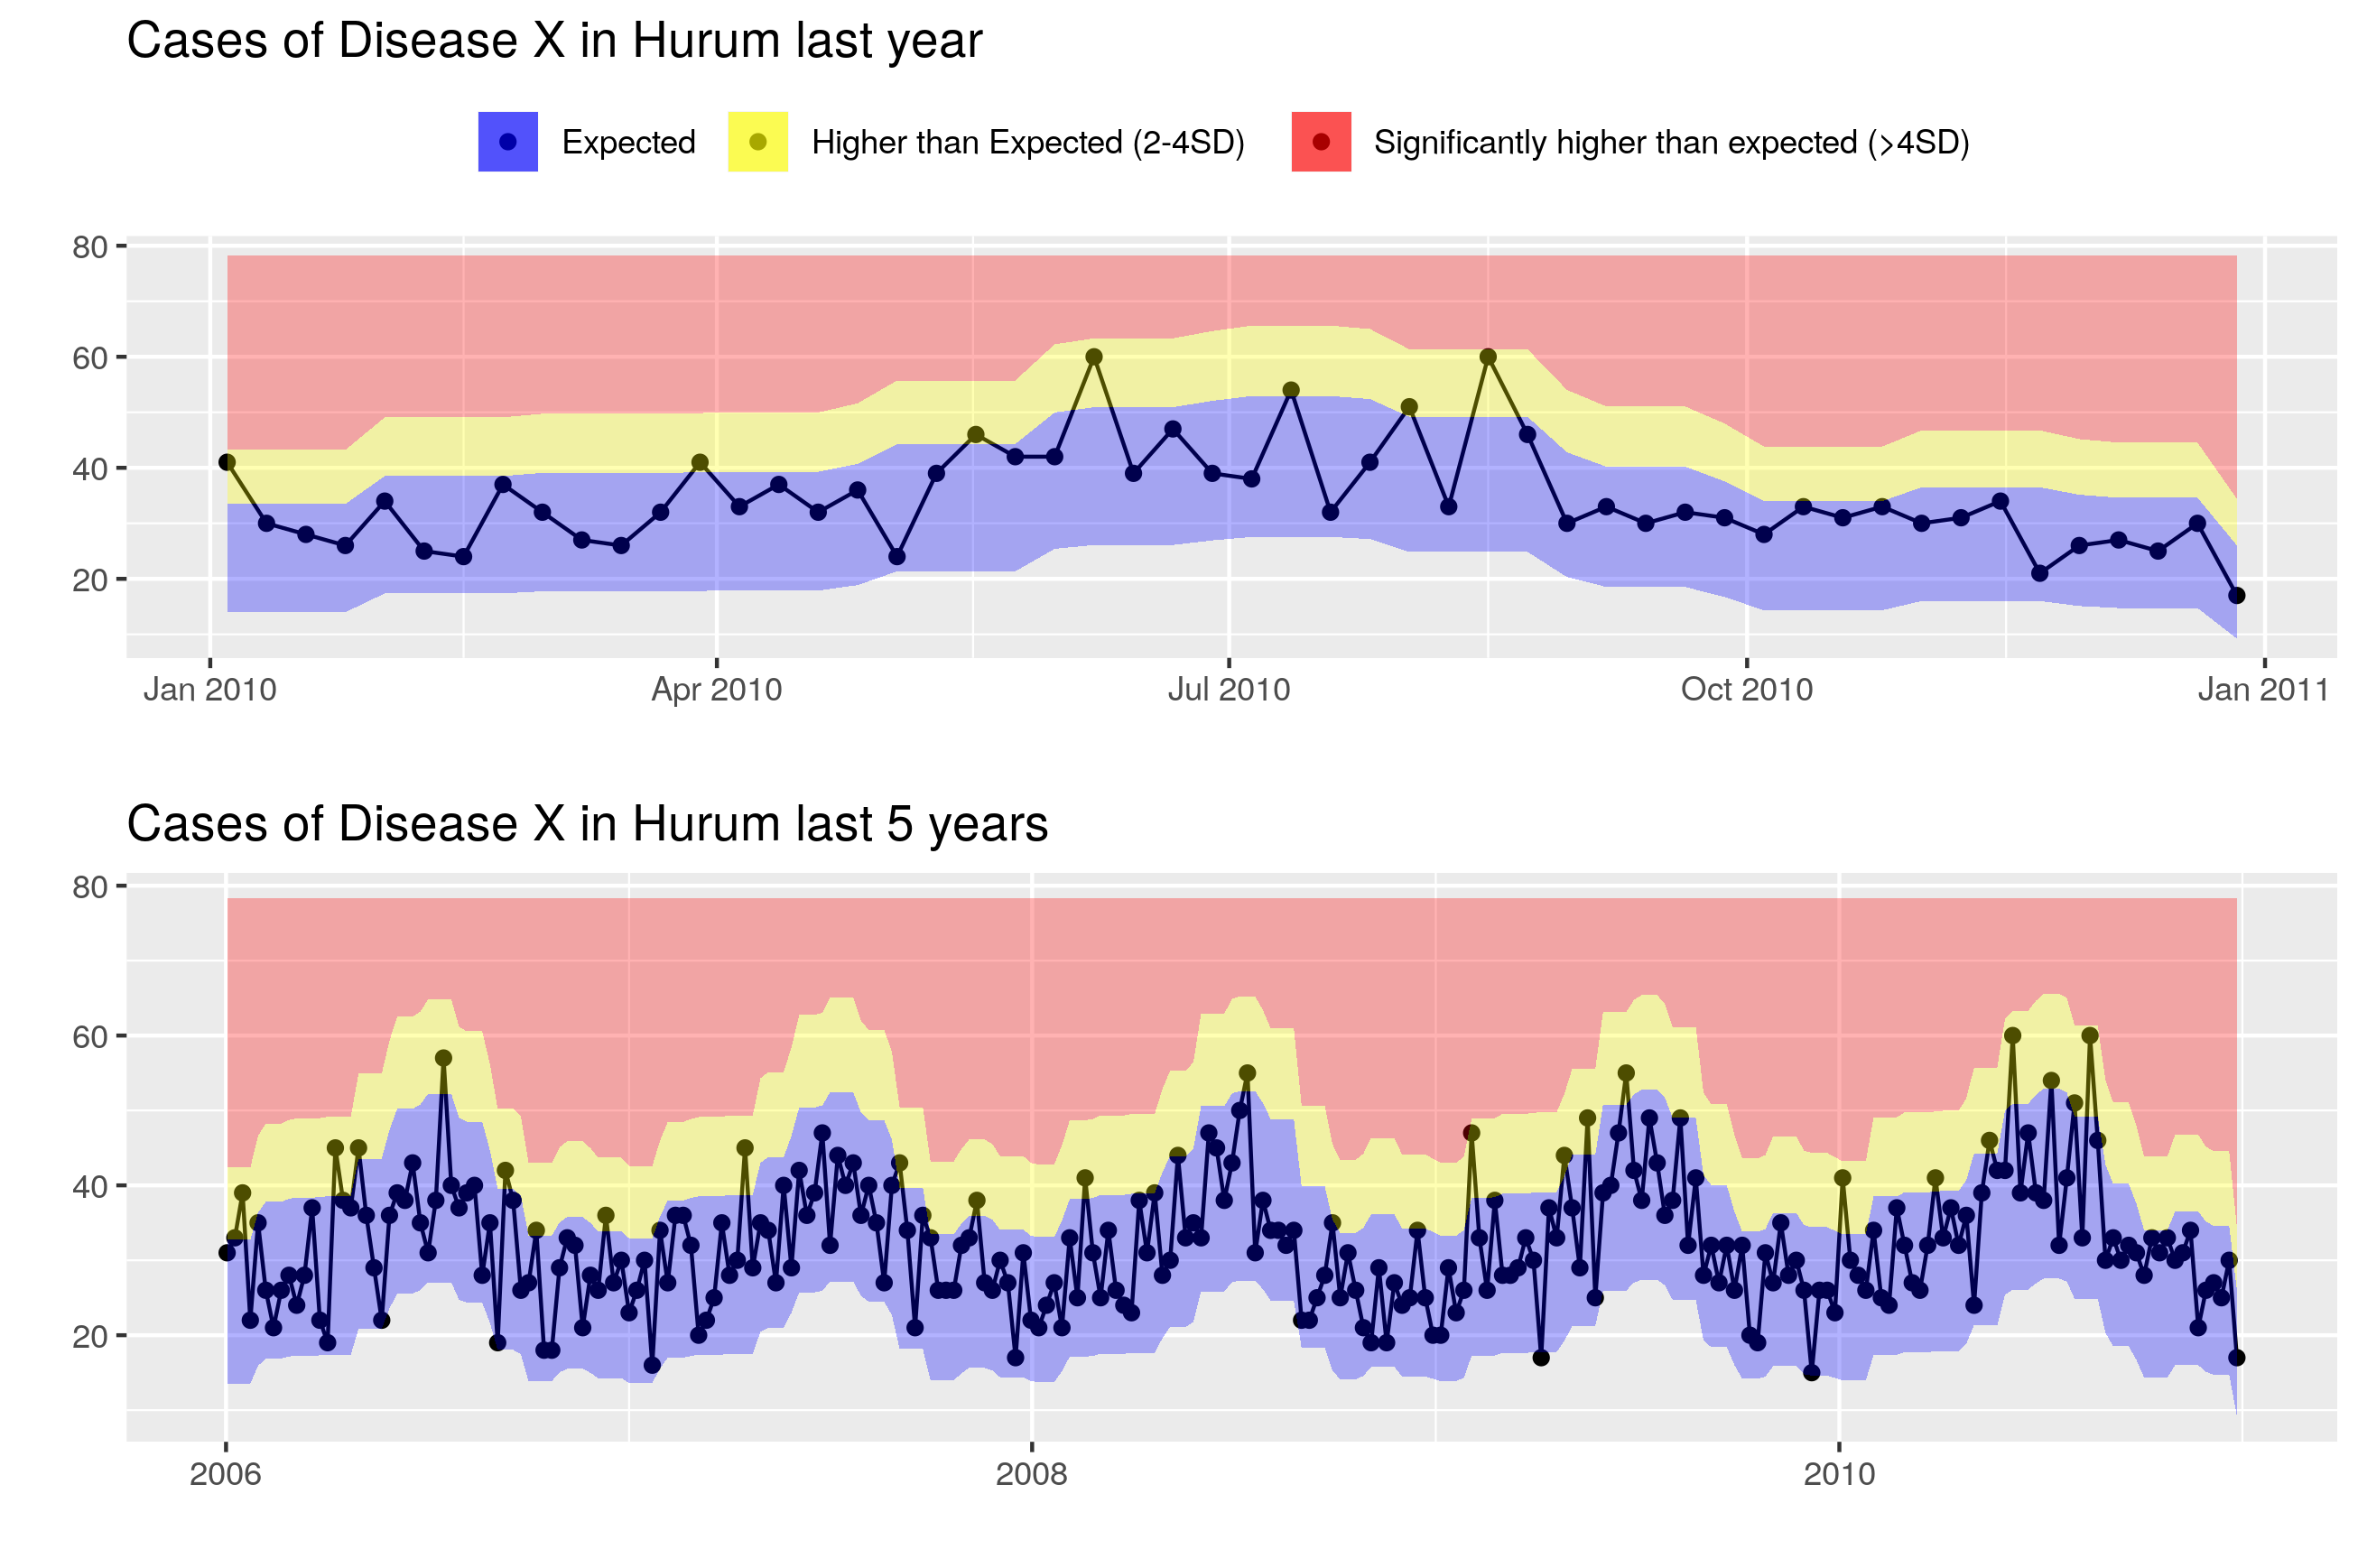 Cases of Disease X in Hurum last year
Expected Higher than Expected (2-4SD) Significantly higher than expected (>4SD)
80
60
40
20
Jan 2010 Apr 2010 Jul 2010 Oct 2010 Jan 2011
Cases of Disease X in Hurum last 5 years
80
60
40
20
2006 2008 2010